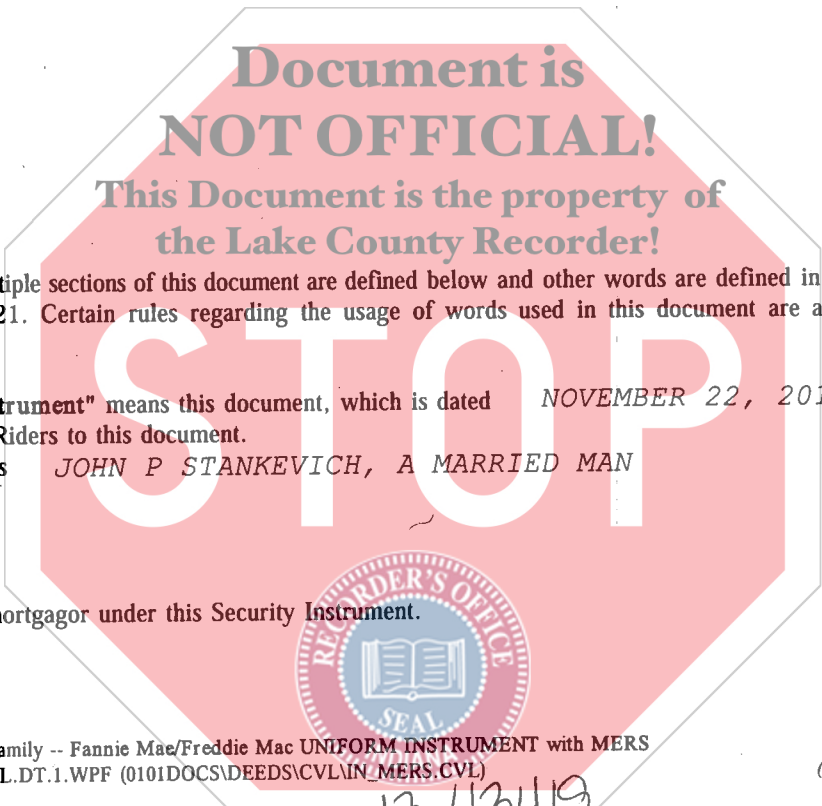 Document is
NOT OFFICIAL!
This Document is the property of
the Lake County Recorder!
tiple sections of this document are defined below and other words are defined in
21. Certain rules regarding the usage of words used in this document are a
STOP
trument" means this document, which is dated NOVEMBER 22, 201
Riders to this document.
s JOHN P STANKEVICH, A MARRIED MAN
ortgagor under this Security Instrument.
RECORDER'S OFFICE
SEAL
INDIANA
amily -- Fannie Mae/Freddie Mac UNIFORM INSTRUMENT with MERS
L.DT.1.WPF (0101DOCS\DEEDS\CVL\IN_MERS.CVL)